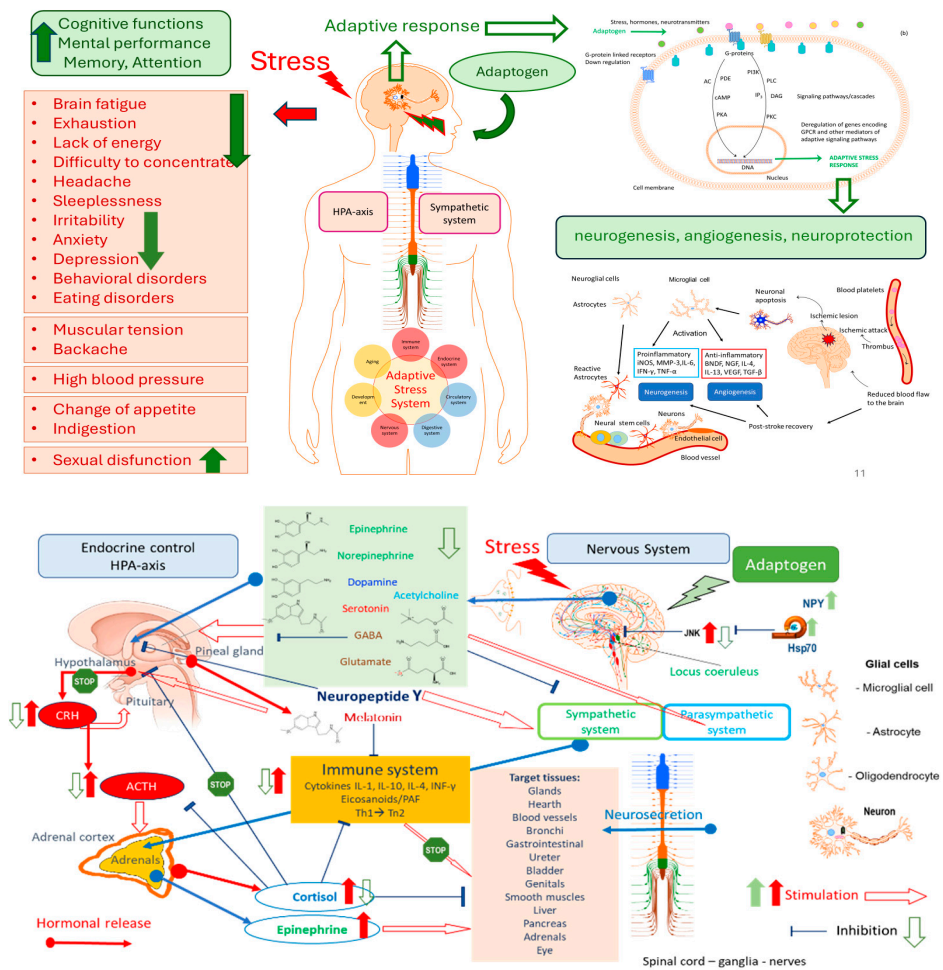 Cognitive functions
Mental performance
Memory, Attention
Stress
Adaptive response
Adaptogen
• Brain fatigue
• Exhaustion
• Lack of energy
• Difficulty to concentrate
• Headache
• Sleeplessness
• Irritability
• Anxiety
• Depression
• Behavioral disorders
• Eating disorders
• Muscular tension
• Backache
• High blood pressure
• Change of appetite
• Indigestion
• Sexual disfunction
HPA-axis
Sympathetic
system
Immune
system
Aging
Endocrine
system
Adaptive
Stress
System
Developm
ent
Circulatory
system
Nervous
system
Digestive
system
Stress, hormones, neurotransmitters
Adaptogen
(b)
G-protein linked receptors
Down regulation
G-proteins
AC
PDE
PI3K
PLC
cAMP
IP3
DAG
Signaling pathways/cascades
PKA
PKC
Deregulation of genes encoding
GPCR and other mediators of
adaptive signaling pathways
DNA
ADAPTIVE STRESS
RESPONSE
Nucleus
Cell membrane
neurogenesis, angiogenesis, neuroprotection
Neuroglial cells
Microglial cell
Astrocytes
Neuronal
apoptosis
Blood platelets
Ischemic lesion
Ischemic attack
Thrombus
Activation
Proinflammatory
iNOS, MMP-3,IL-6,
IFN-γ, TNF-α
Anti-inflammatory
BNDF, NGF, IL-4,
IL-13, VEGF, TGF-β
Reactive
Astrocytes
Neurogenesis
Angiogenesis
Reduced blood flaw
to the brain
Neural stem cells
Neurons
Post-stroke recovery
Endothelial cell
Blood vessel
11
Endocrine control
HPA-axis
Epinephrine
Norepinephrine
Dopamine
Acetylcholine
Serotonin
GABA
Glutamate
Stress
Nervous System
Adaptogen
NPY
JNK
Hsp70
Locus coeruleus
Pineal gland
Hypothalamus
STOP
Pituitary
CRH
Neuropeptide Y
Melatonin
Sympathetic
system
Parasympathetic
system
Glial cells
- Microglial cell
- Astrocyte
- Oligodendrocyte
Neuron
ACTH
STOP
Immune system
Cytokines IL-1, IL-10, IL-4, INF-γ
Eicosanoids/PAF
Th1→ Tn2
Target tissues:
Glands
Hearth
Blood vessels
Bronchi
Gastrointestinal
Ureter
Bladder
Genitals
Smooth muscles
Liver
Pancreas
Adrenals
Eye
Neurosecretion
Adrenal cortex
Adrenals
STOP
Cortisol
Epinephrine
Hormonal release
Stimulation
Inhibition
Spinal cord – ganglia - nerves